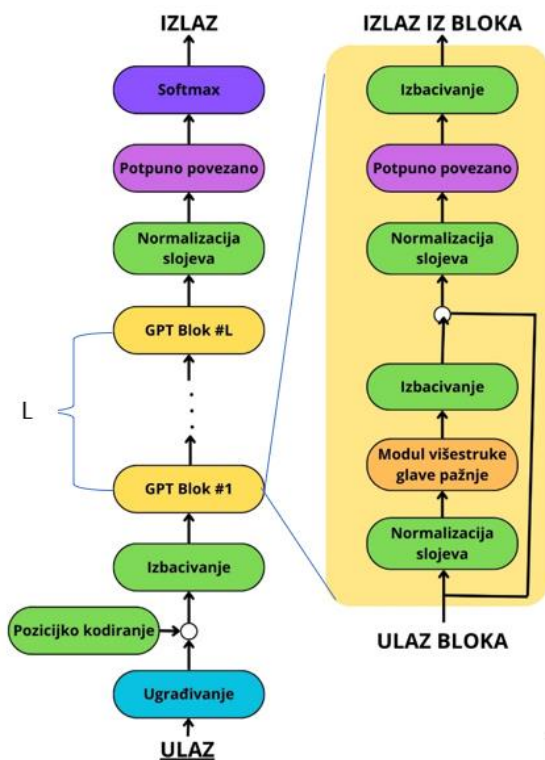 IZLAZ
Softmax
Potpuno povezano
Normalizacija
slojeva
GPT Blok #L
L
GPT Blok #1
Izbacivanje
Pozicijko kodiranje
Ugrađivanje
ULAZ
IZLAZ IZ BLOKA
Izbacivanje
Potpuno povezano
Normalizacija
slojeva
Izbacivanje
Modul višestruke
glave pažnje
Normalizacija
slojeva
ULAZ BLOKA